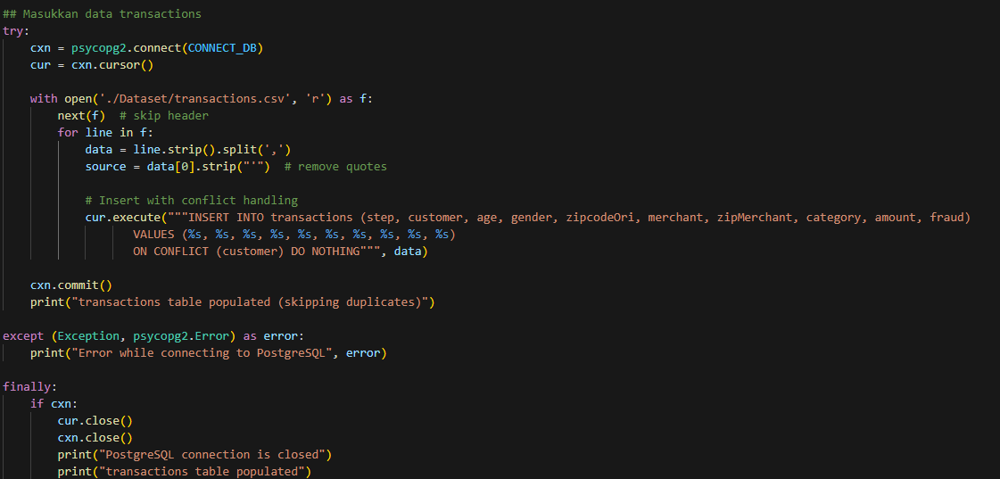 ## Masukkan data transactions
try:
    cxn = psycopg2.connect(CONNECT_DB)
    cur = cxn.cursor()

    with open('./Dataset/transactions.csv', 'r') as f:
        next(f)  # skip header
        for line in f:
            data = line.strip().split(',')
            source = data[0].strip("'")  # remove quotes

            # Insert with conflict handling
            cur.execute("""INSERT INTO transactions (step, customer, age, gender, zipcodeOri, merchant, zipMerchant, category, amount, fraud)
                   VALUES (%s, %s, %s, %s, %s, %s, %s, %s, %s, %s)
                   ON CONFLICT (customer) DO NOTHING""", data)

    cxn.commit()
    print("transactions table populated (skipping duplicates)")

except (Exception, psycopg2.Error) as error:
    print("Error while connecting to PostgreSQL", error)

finally:
    if cxn:
        cur.close()
        cxn.close()
        print("PostgreSQL connection is closed")
        print("transactions table populated")